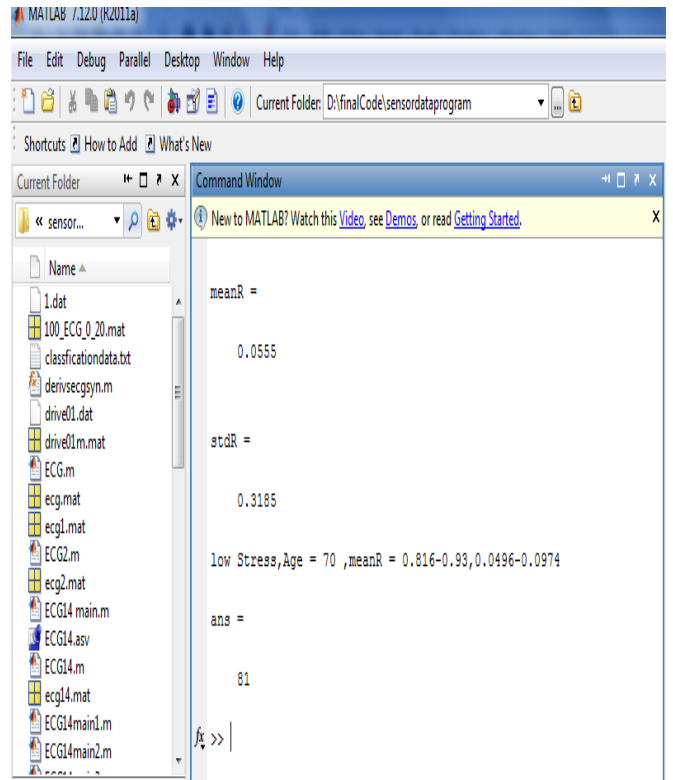 MATLAB 7.12.0 (R2011a)
File Edit Debug Parallel Desktop Window Help
Current Folder: D:\finalCode\sensordataprogram
Shortcuts How to Add What's New
Current Folder
« sensor...
Name
1.dat
100_ECG_0_20.mat
classficationdata.txt
derivsecgsyn.m
drive01.dat
drive01m.mat
ECG.m
ecg.mat
ecg1.mat
ECG2.m
ecg2.mat
ECG14 main.m
ECG14.asv
ECG14.m
ecg14.mat
ECG14main1.m
ECG14main2.m
Command Window
New to MATLAB? Watch this Video, see Demos, or read Getting Started.
meanR =
0.0555
stdR =
0.3185
low Stress,Age = 70 ,meanR = 0.816-0.93,0.0496-0.0974
ans =
81
fx >>